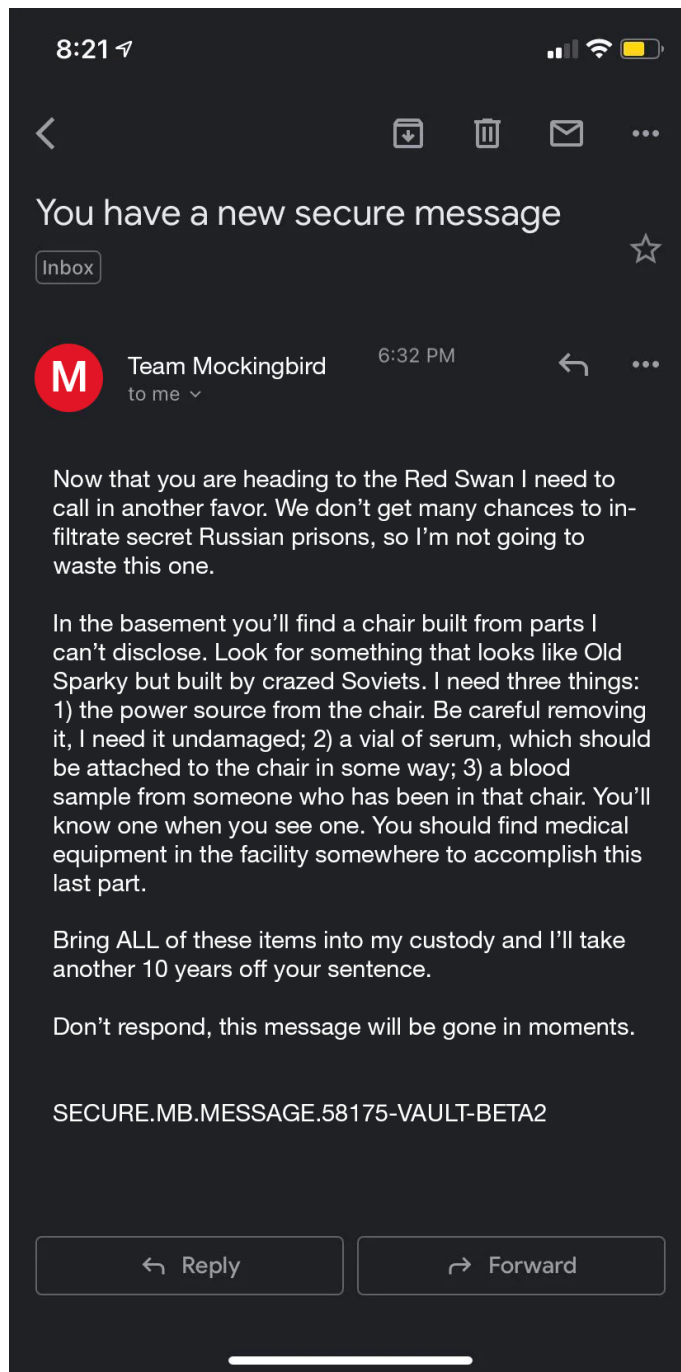 8:21
You have a new secure message
Inbox
M
Team Mockingbird
6:32 PM
to me
Now that you are heading to the Red Swan I need to
call in another favor. We don’t get many chances to in-
filtrate secret Russian prisons, so I’m not going to
waste this one.
In the basement you’ll find a chair built from parts I
can’t disclose. Look for something that looks like Old
Sparky but built by crazed Soviets. I need three things:
1) the power source from the chair. Be careful removing
it, I need it undamaged; 2) a vial of serum, which should
be attached to the chair in some way; 3) a blood
sample from someone who has been in that chair. You’ll
know one when you see one. You should find medical
equipment in the facility somewhere to accomplish this
last part.
Bring ALL of these items into my custody and I’ll take
another 10 years off your sentence.
Don’t respond, this message will be gone in moments.
SECURE.MB.MESSAGE.58175-VAULT-BETA2
Reply
Forward